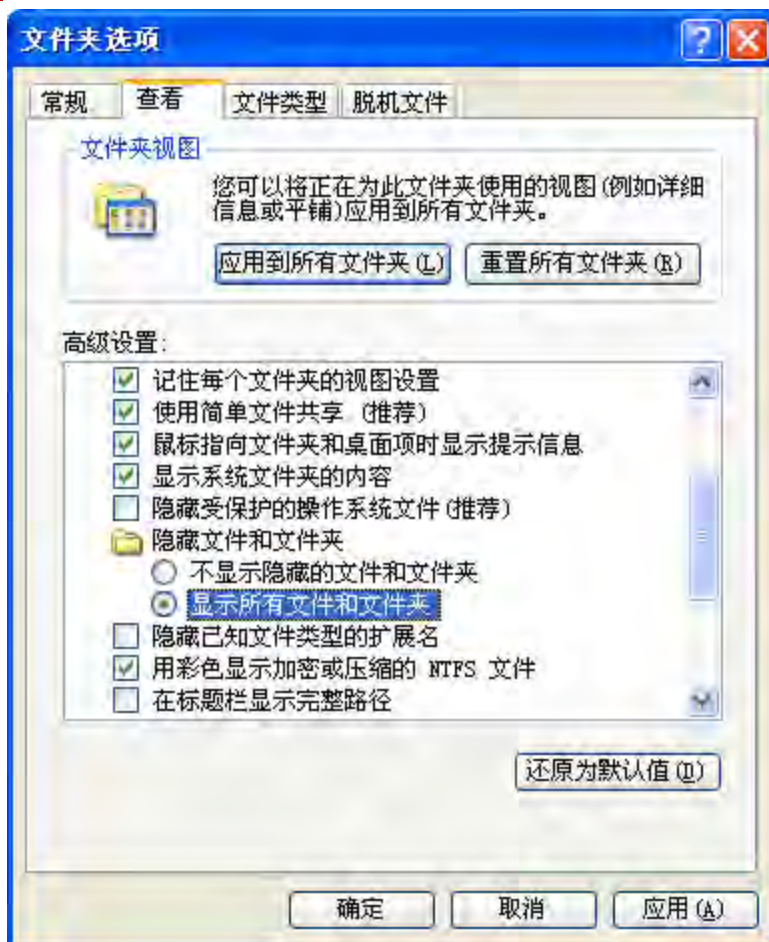 文件夹选项
常规 查看 文件类型 脱机文件
文件夹视图
您可以将正在为此文件夹使用的视图(例如详细
信息或平铺)应用到所有文件夹。
应用到所有文件夹(L) 重置所有文件夹(R)
高级设置:
记住每个文件夹的视图设置
使用简单文件共享 (推荐)
鼠标指向文件夹和桌面项时显示提示信息
显示系统文件夹的内容
隐藏受保护的操作系统文件(推荐)
隐藏文件和文件夹
不显示隐藏的文件和文件夹
显示所有文件和文件夹
隐藏已知文件类型的扩展名
用彩色显示加密或压缩的 NTFS 文件
在标题栏显示完整路径
还原为默认值(D)
确定 取消 应用(A)